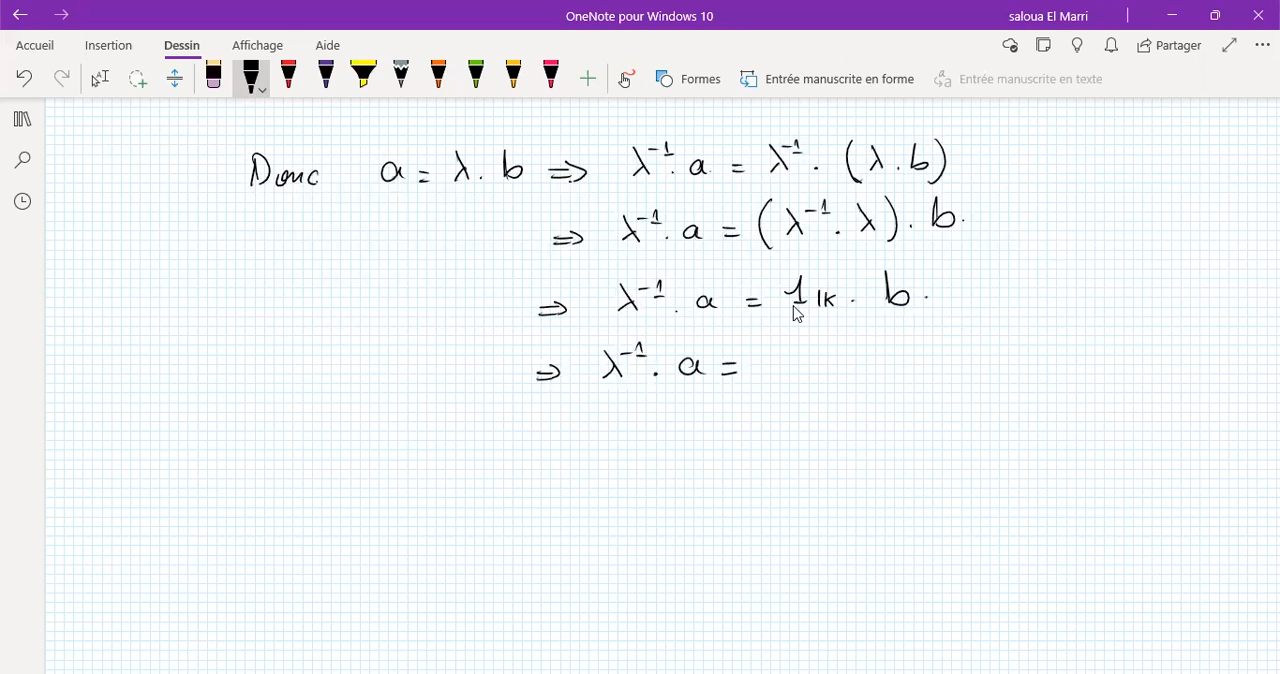 OneNote pour Windows 10
saloua El Marri
Accueil Insertion Dessin Affichage Aide
Partager
Formes Entrée manuscrite en forme Entrée manuscrite en texte
Donc a = λ . b ⇒ λ⁻¹ . a = λ⁻¹ . (λ . b)
⇒ λ⁻¹ . a = (λ⁻¹ . λ) . b .
⇒ λ⁻¹ . a = 1 𝕂 . b .
⇒ λ⁻¹ . a =